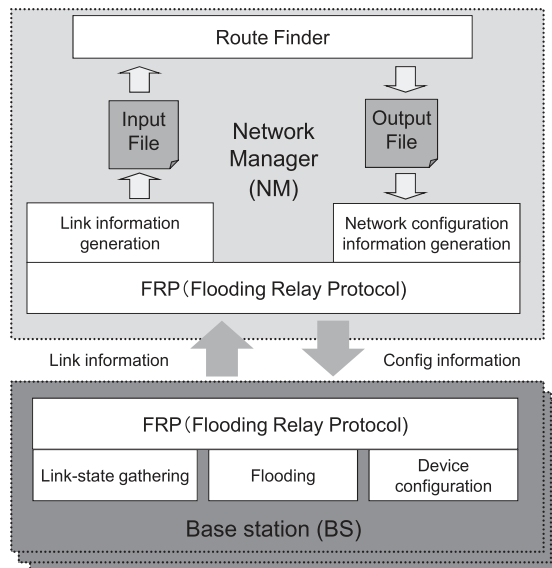 Route Finder
Input
File
Output
File
Network
Manager
(NM)
Link information
generation
Network configuration
information generation
FRP（Flooding Relay Protocol)
Link information
Config information
FRP（Flooding Relay Protocol)
Link-state gathering
Flooding
Device
configuration
Base station (BS)